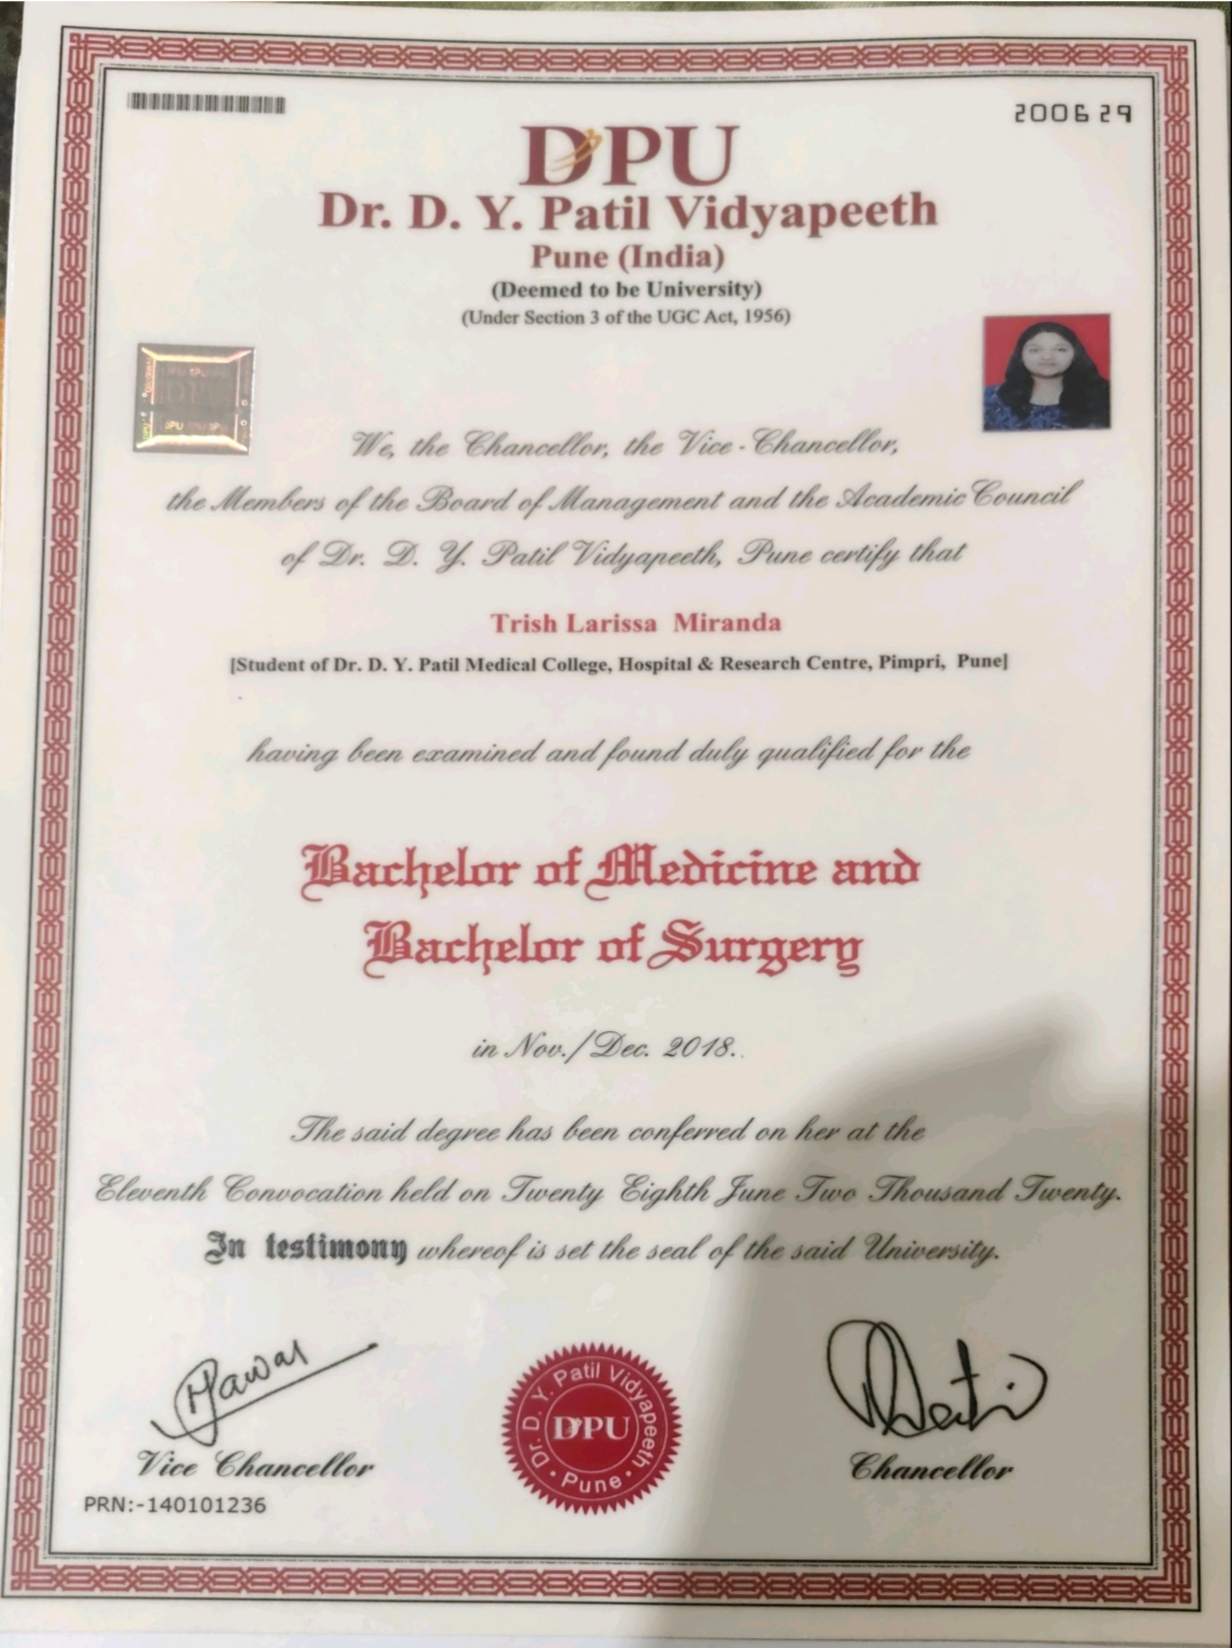 200629
DPU
Dr. D. Y. Patil Vidyapeeth
Pune (India)
(Deemed to be University)
(Under Section 3 of the UGC Act, 1956)
DPU
We, the Chancellor, the Vice-Chancellor,
the Members of the Board of Management and the Academic Council
of Dr. D. Y. Patil Vidyapeeth, Pune certify that
Trish Larissa Miranda
[Student of Dr. D. Y. Patil Medical College, Hospital & Research Centre, Pimpri, Pune]
having been examined and found duly qualified for the
Bachelor of Medicine and
Bachelor of Surgery
in Nov./Dec. 2018.
The said degree has been conferred on her at the
Eleventh Convocation held on Twenty Eighth June Two Thousand Twenty.
In testimony whereof is set the seal of the said University.
Dr. D. Y. Patil Vidyapeeth
DPU
Pune
Vice Chancellor
Chancellor
PRN:-140101236